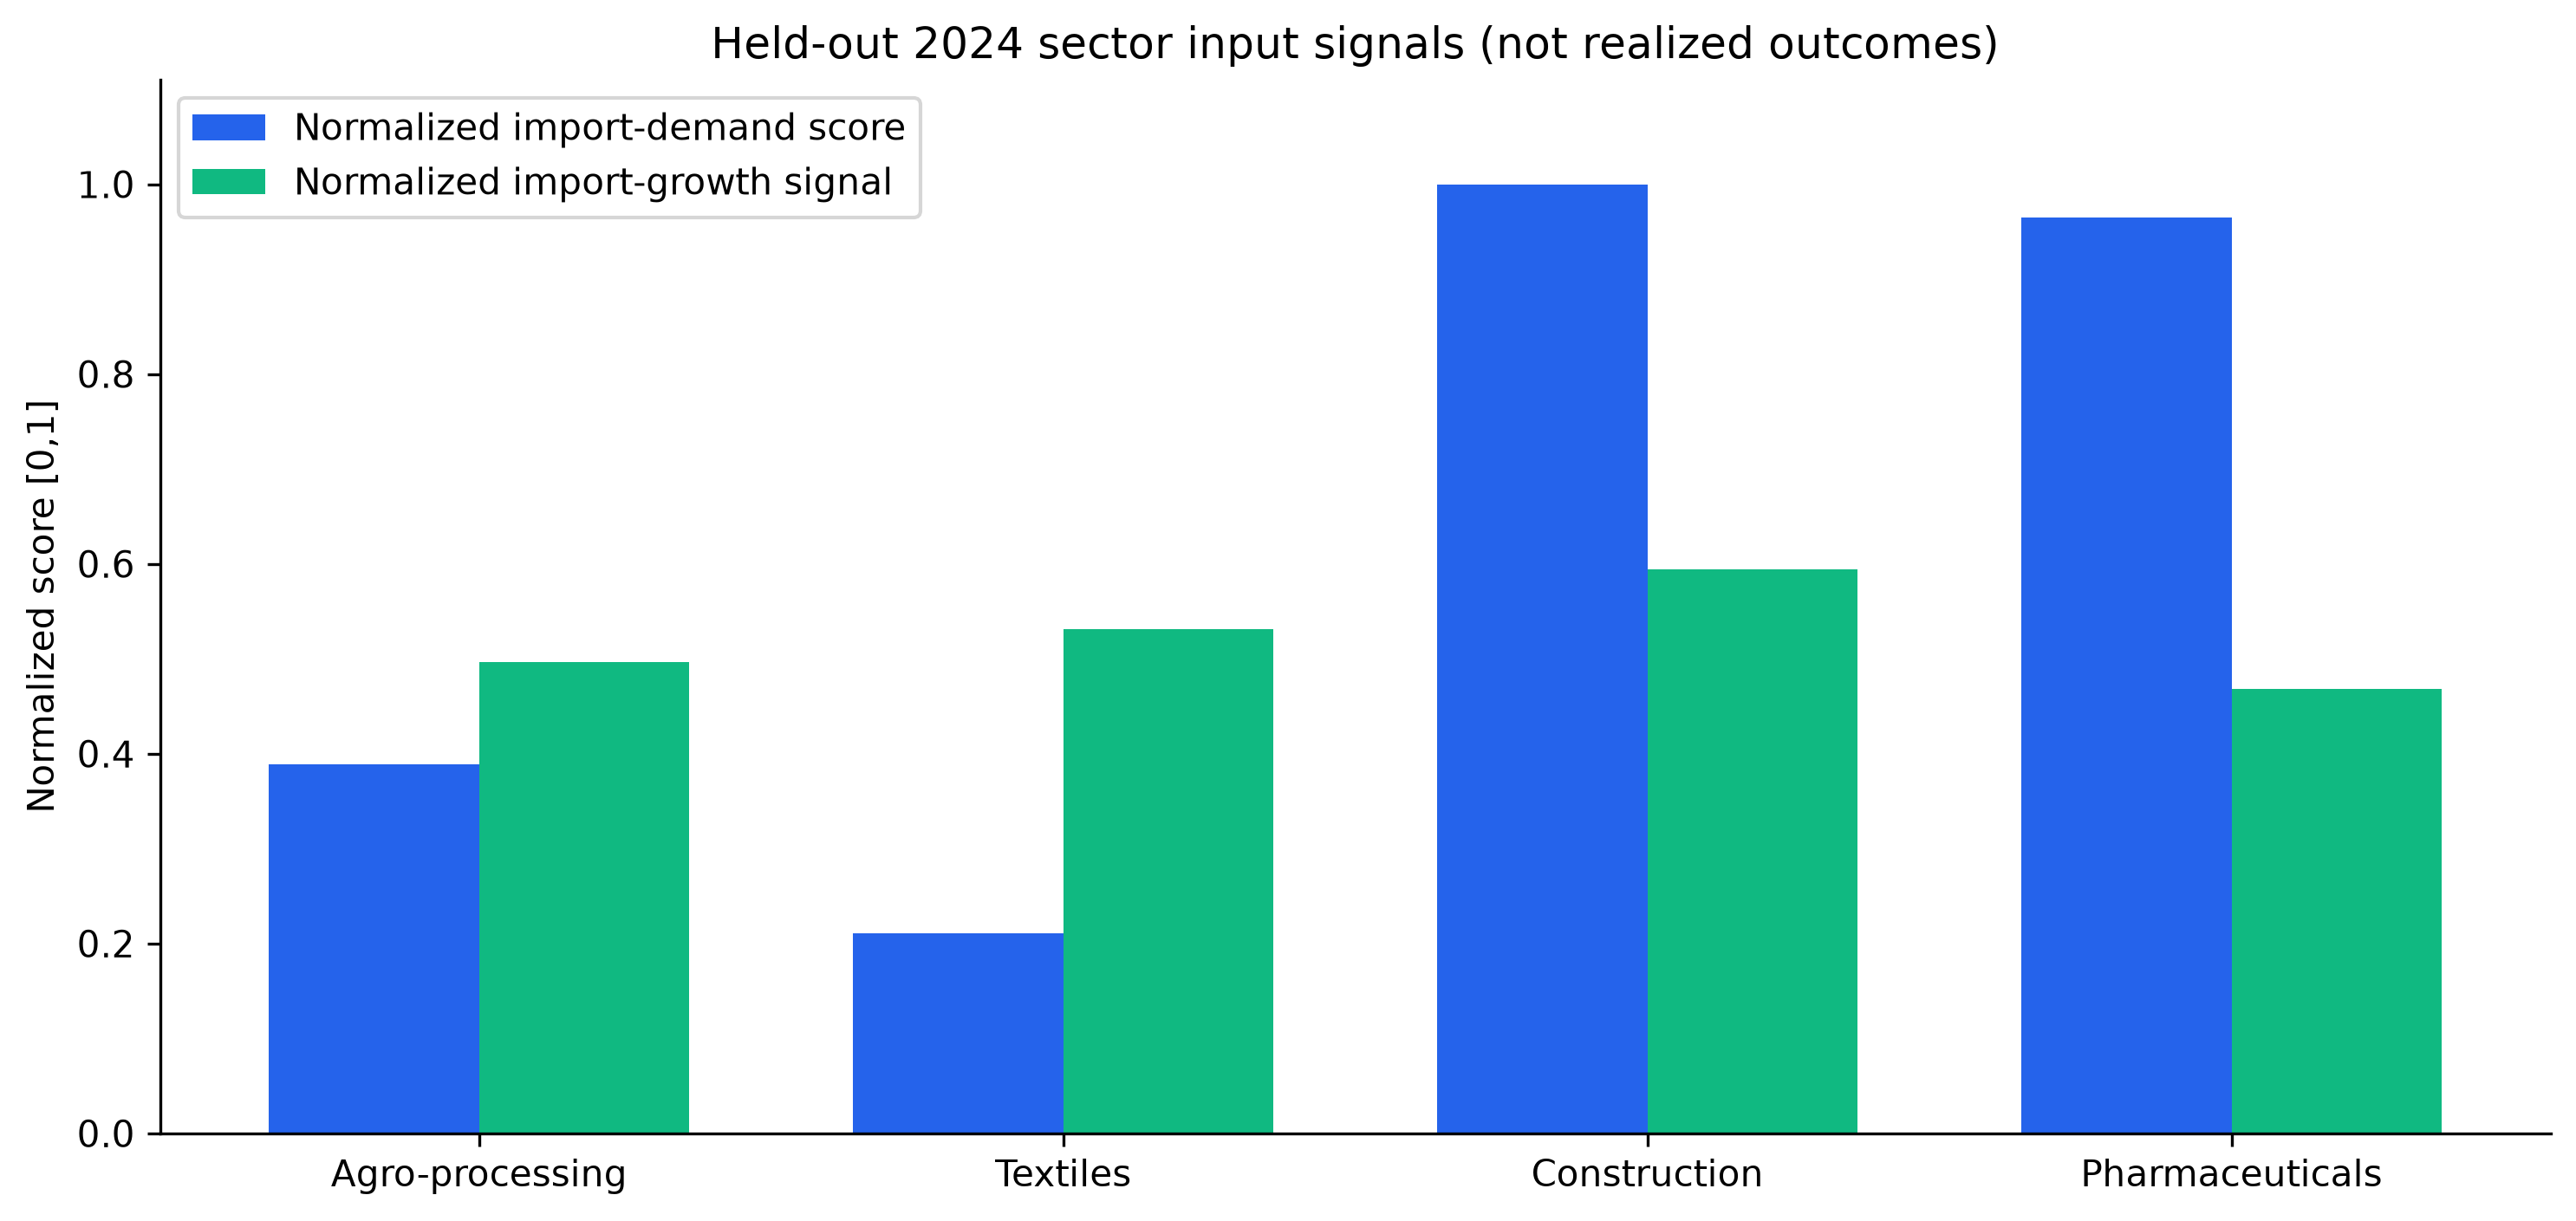 Held-out 2024 sector input signals (not realized outcomes)
Normalized import-demand score
Normalized import-growth signal
Normalized score [0,1]
1.0
0.8
0.6
0.4
0.2
0.0
Agro-processing
Textiles
Construction
Pharmaceuticals